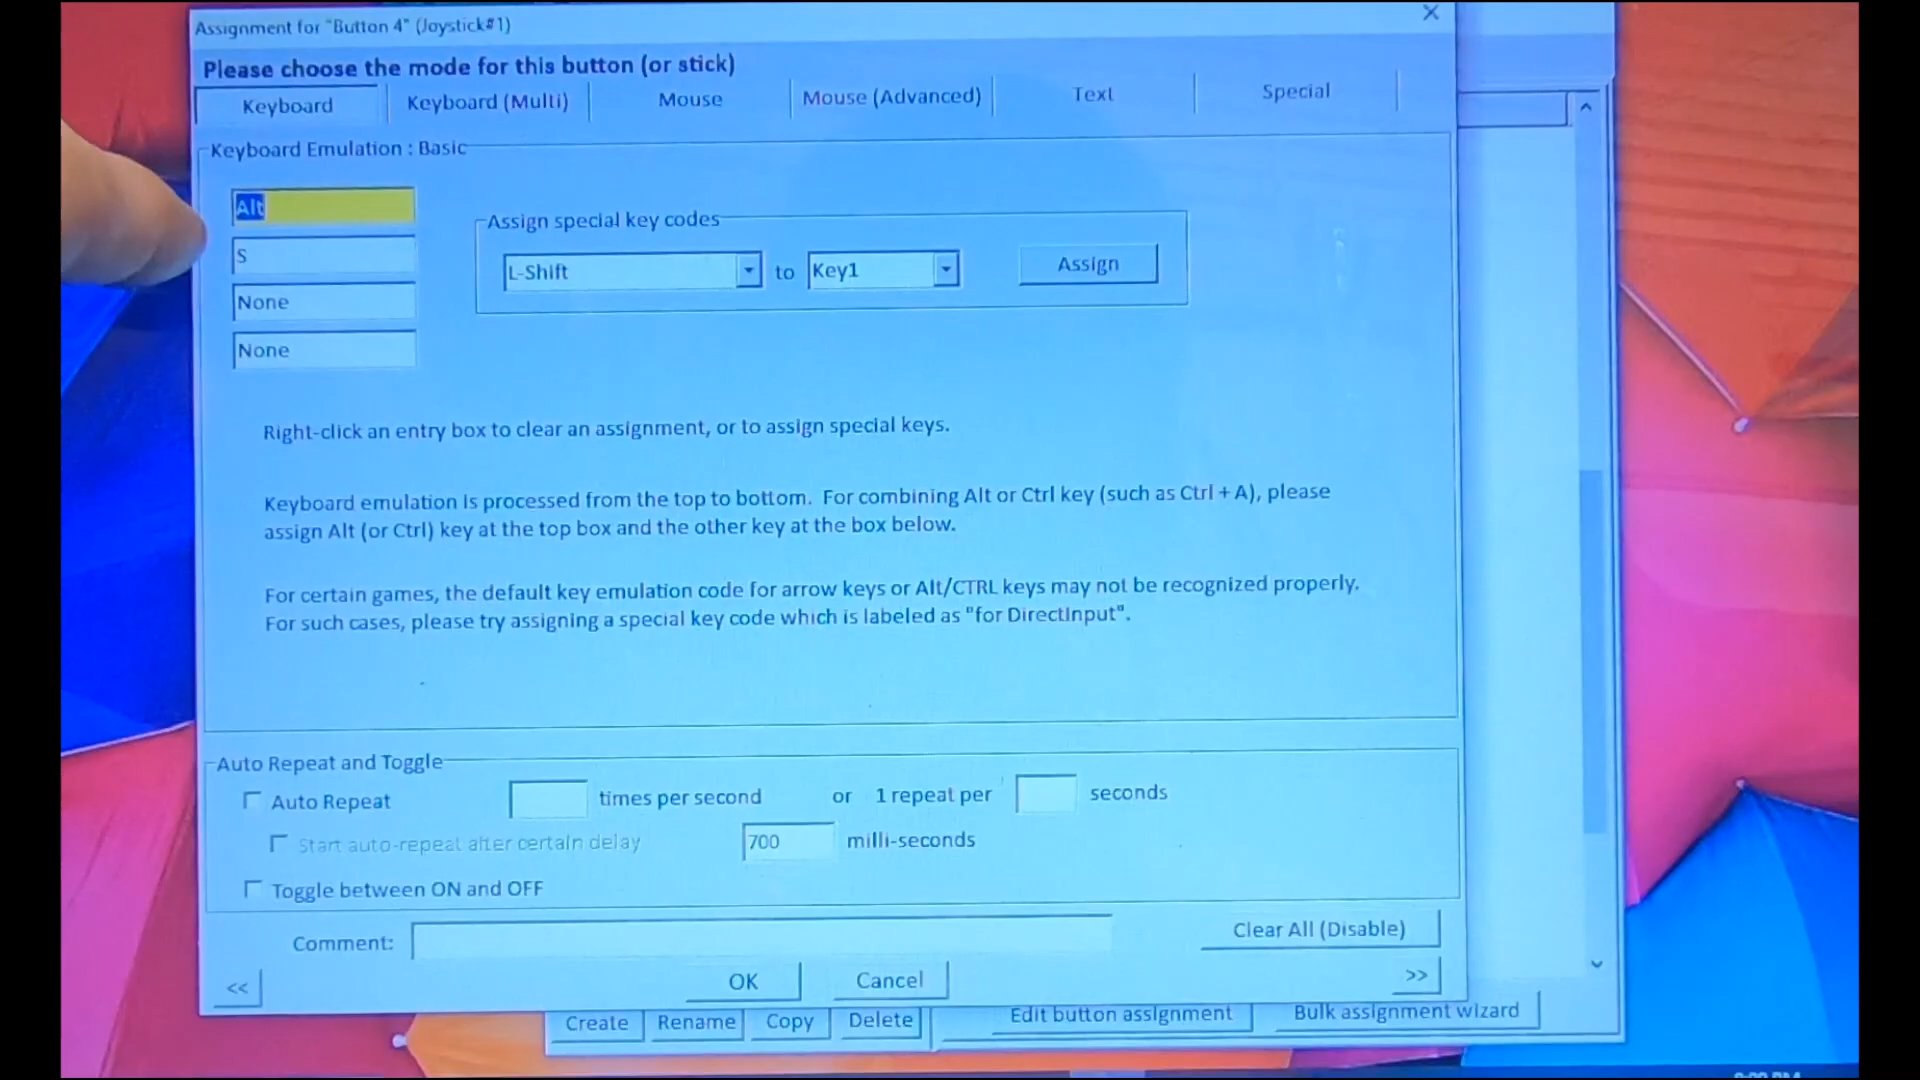 Assignment for "Button 4" (Joystick#1)
Please choose the mode for this button (or stick)
Keyboard
Keyboard (Multi)
Mouse
Mouse (Advanced)
Text
Special
Keyboard Emulation : Basic
Alt
S
None
None
Assign special key codes
L-Shift
to
Key1
Assign
Right-click an entry box to clear an assignment, or to assign special keys.
Keyboard emulation is processed from the top to bottom. For combining Alt or Ctrl key (such as Ctrl + A), please
assign Alt (or Ctrl) key at the top box and the other key at the box below.
For certain games, the default key emulation code for arrow keys or Alt/CTRL keys may not be recognized properly.
For such cases, please try assigning a special key code which is labeled as "for DirectInput".
Auto Repeat and Toggle
Auto Repeat
times per second
or
1 repeat per
seconds
Start auto-repeat after certain delay
700
milli-seconds
Toggle between ON and OFF
Comment:
Clear All (Disable)
<<
OK
Cancel
>>
Create
Rename
Copy
Delete
Edit button assignment
Bulk assignment wizard